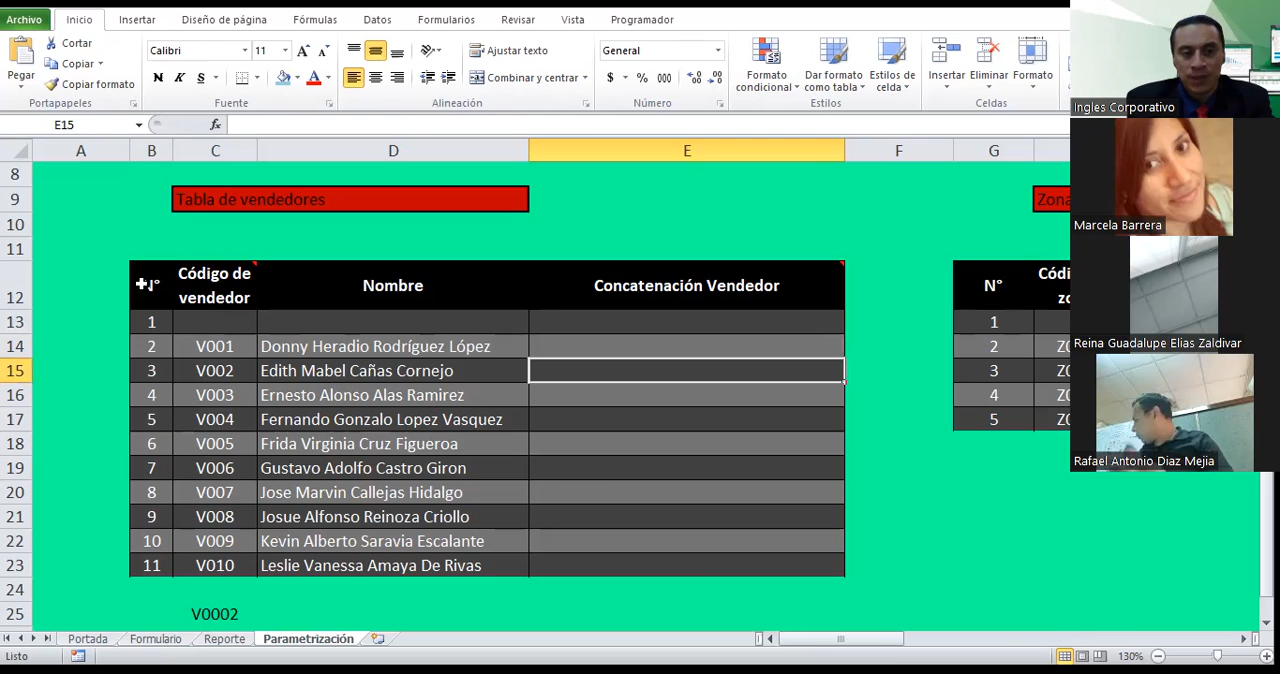 Archivo Inicio Insertar Diseño de página Fórmulas Datos Formularios Revisar Vista Programador
Pegar
Cortar
Copiar
Copiar formato
Portapapeles
Calibri 11
N K S
Fuente
Ajustar texto
Combinar y centrar
Alineación
General
$ % 000
Número
Formato condicional
Dar formato como tabla
Estilos de celda
Estilos
Insertar Eliminar Formato
Celdas
E15 fx
A B C D E F G
8
9 Tabla de vendedores Zona
10
11
12 N° Código de vendedor Nombre Concatenación Vendedor N° Códi zo
13 1 1
14 2 V001 Donny Heradio Rodríguez López 2 Z0
15 3 V002 Edith Mabel Cañas Cornejo 3 Z0
16 4 V003 Ernesto Alonso Alas Ramirez 4 Z0
17 5 V004 Fernando Gonzalo Lopez Vasquez 5 Z0
18 6 V005 Frida Virginia Cruz Figueroa
19 7 V006 Gustavo Adolfo Castro Giron
20 8 V007 Jose Marvin Callejas Hidalgo
21 9 V008 Josue Alfonso Reinoza Criollo
22 10 V009 Kevin Alberto Saravia Escalante
23 11 V010 Leslie Vanessa Amaya De Rivas
24
25 V0002
Portada Formulario Reporte Parametrización
Listo 130%
Ingles Corporativo
Marcela Barrera
Reina Guadalupe Elias Zaldivar
Rafael Antonio Diaz Mejia